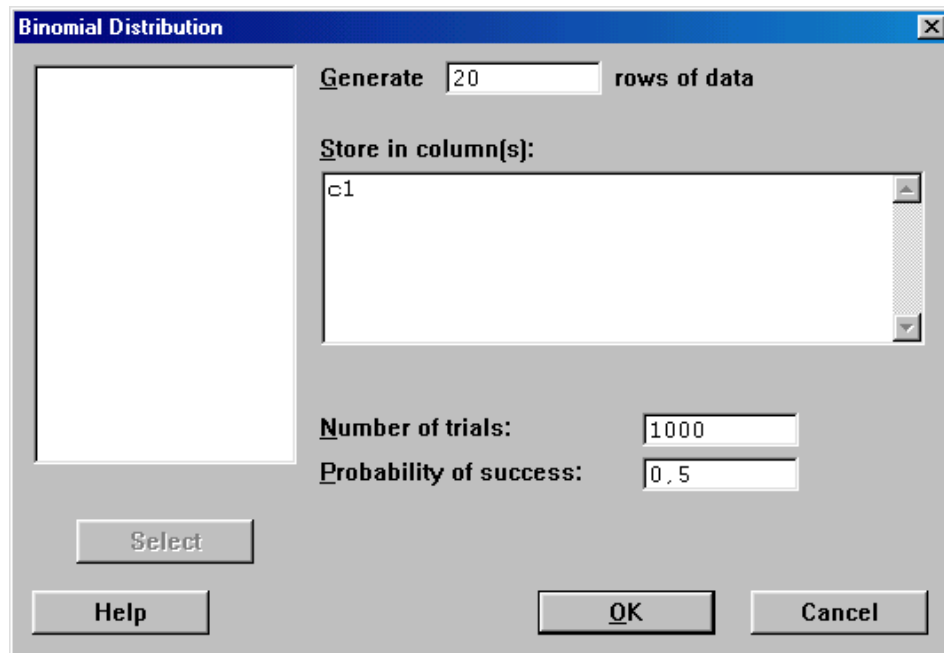 Binomial Distribution
Generate 20 rows of data
Store in column(s):
c1
Number of trials: 1000
Probability of success: 0,5
Select
Help OK Cancel